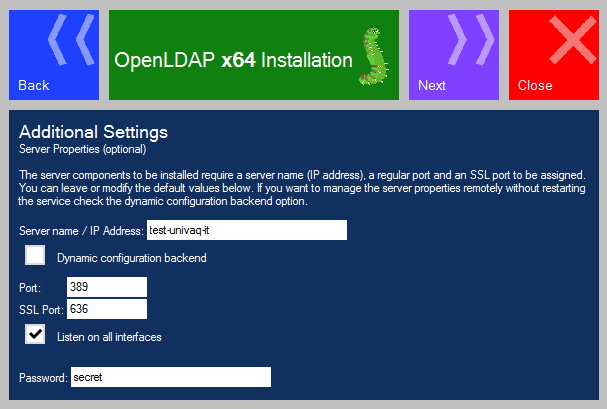 Back
OpenLDAP x64 Installation
Next
Close
Additional Settings
Server Properties (optional)
The server components to be installed require a server name (IP address), a regular port and an SSL port to be assigned.
You can leave or modify the default values below. If you want to manage the server properties remotely without restarting
the service check the dynamic configuration backend option.
Server name / IP Address: test-univaq-it
Dynamic configuration backend
Port: 389
SSL Port: 636
Listen on all interfaces
Password: secret